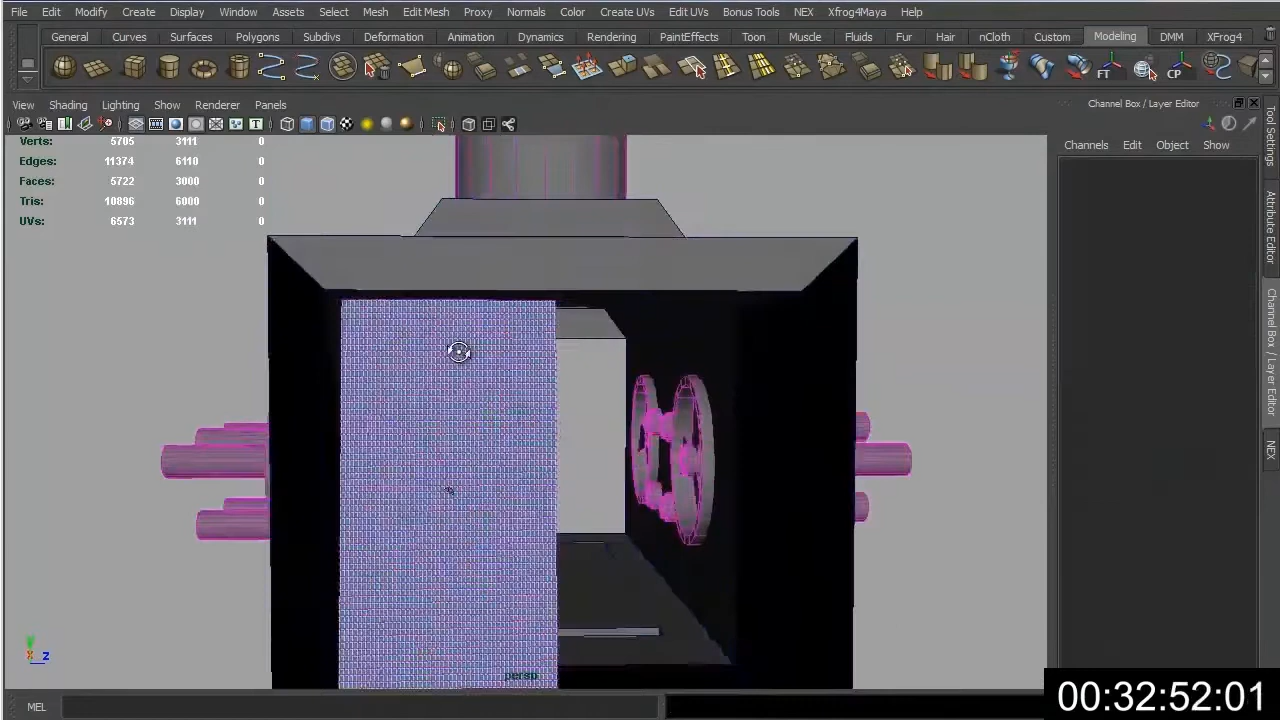 File Edit Modify Create Display Window Assets Select Mesh Edit Mesh Proxy Normals Color Create UVs Edit UVs Bonus Tools NEX Xfrog4Maya Help
General Curves Surfaces Polygons Subdivs Deformation Animation Dynamics Rendering PaintEffects Toon Muscle Fluids Fur Hair nCloth Custom Modeling DMM XFrog4
FT CP
View Shading Lighting Show Renderer Panels
Channel Box / Layer Editor
Channels Edit Object Show
Verts: 5705 3111 0
Edges: 11374 6110 0
Faces: 5722 3000 0
Tris: 10896 6000 0
UVs: 6573 3111 0
Tool Settings
Attribute Editor
Channel Box / Layer Editor
NEX
z
persp
MEL
00:32:52:01